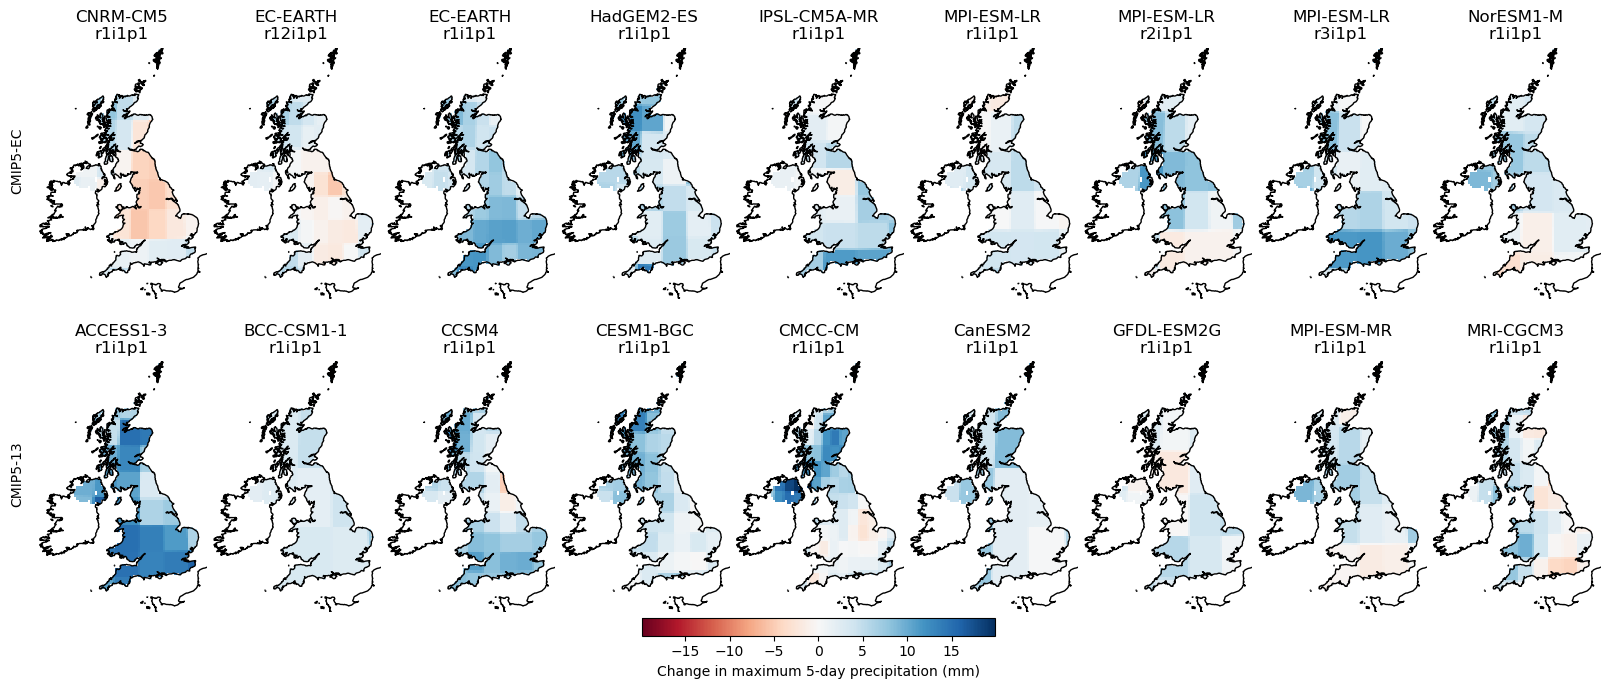 CNRM-CM5 EC-EARTH EC-EARTH HadGEM2-ES IPSL-CM5A-MR MPI-ESM-LR MPI-ESM-LR MPI-ESM-LR NorESM1-M
r1i1p1 r12i1p1 r1i1p1 r1i1p1 r1i1p1 r1i1p1 r2i1p1 r3i1p1 r1i1p1
CMIP5-EC
ACCESS1-3 BCC-CSM1-1 CCSM4 CESM1-BGC CMCC-CM CanESM2 GFDL-ESM2G MPI-ESM-MR MRI-CGCM3
r1i1p1 r1i1p1 r1i1p1 r1i1p1 r1i1p1 r1i1p1 r1i1p1 r1i1p1 r1i1p1
CMIP5-13
−15 −10 −5 0 5 10 15
Change in maximum 5-day precipitation (mm)